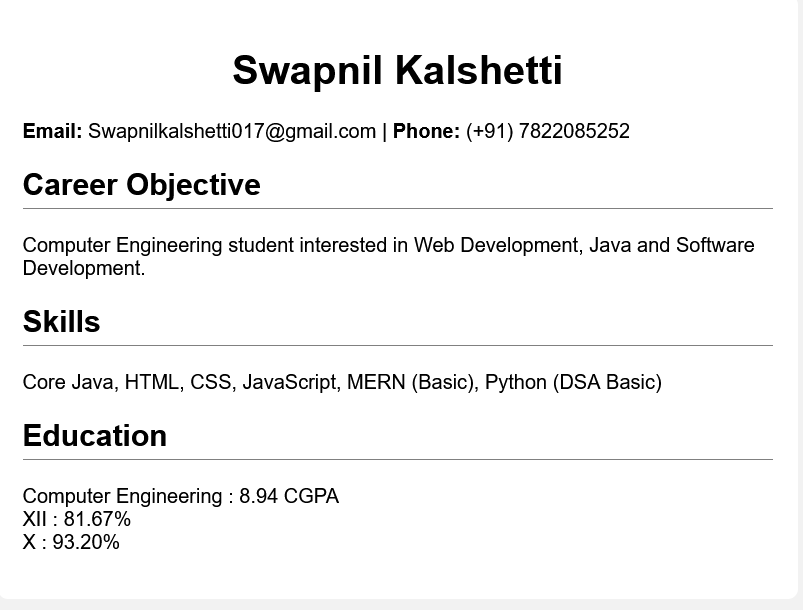 Swapnil Kalshetti
Email: Swapnilkalshetti017@gmail.com | Phone: (+91) 7822085252
Career Objective
Computer Engineering student interested in Web Development, Java and Software
Development.
Skills
Core Java, HTML, CSS, JavaScript, MERN (Basic), Python (DSA Basic)
Education
Computer Engineering : 8.94 CGPA
XII : 81.67%
X : 93.20%